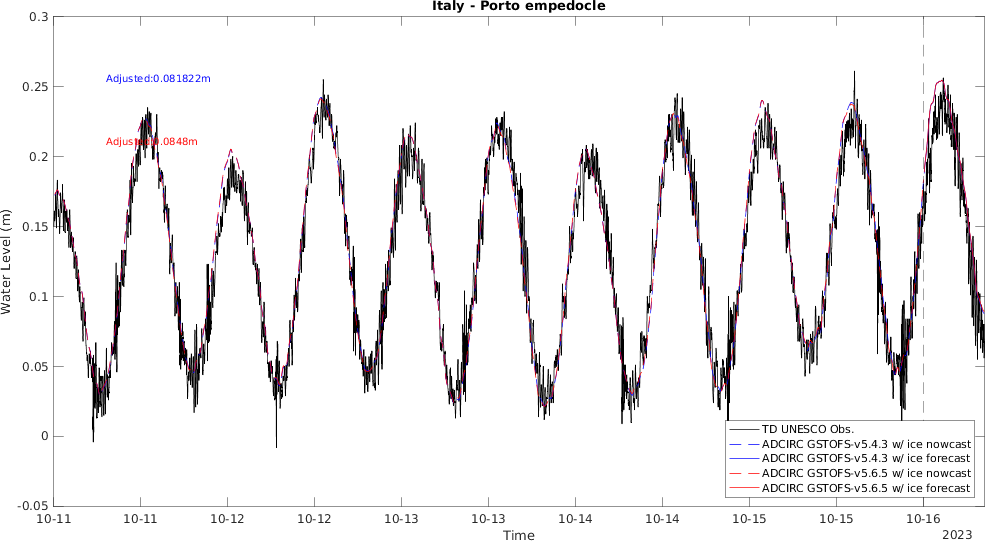 Italy - Porto empedocle
0.3
0.25
0.2
0.15
0.1
0.05
0
-0.05
Water Level (m)
Adjusted:0.081822m
Adjusted:0.0848m
TD UNESCO Obs.
ADCIRC GSTOFS-v5.4.3 w/ ice nowcast
ADCIRC GSTOFS-v5.4.3 w/ ice forecast
ADCIRC GSTOFS-v5.6.5 w/ ice nowcast
ADCIRC GSTOFS-v5.6.5 w/ ice forecast
10-11 10-11 10-12 10-12 10-13 10-13 10-14 10-14 10-15 10-15 10-16
Time
2023